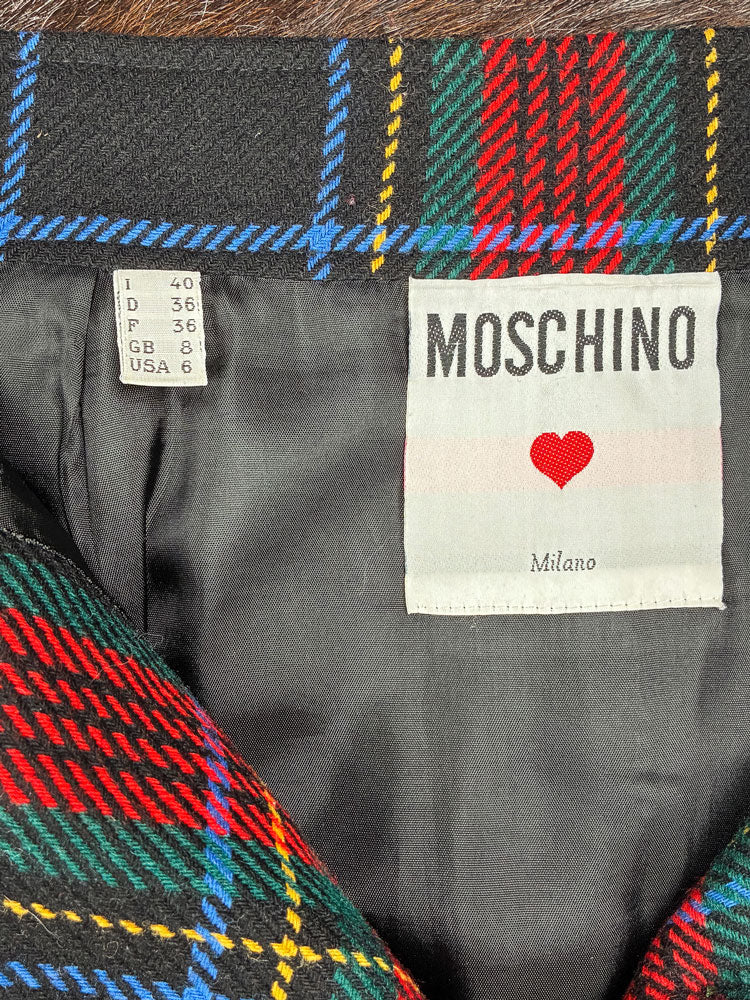 I 40
D 36
F 36
GB 8
USA 6
MOSCHINO
Milano